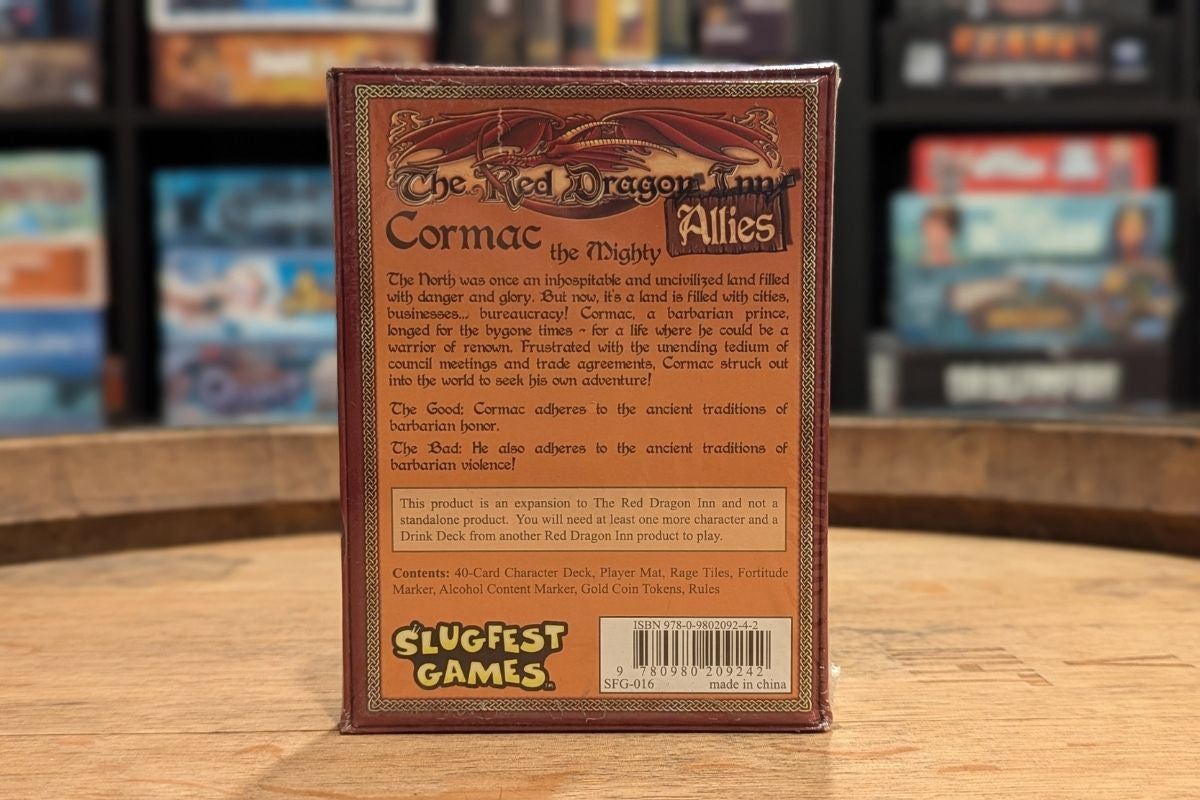 The Red Dragon Inn
Allies
Cormac
the Mighty
The North was once an inhospitable and uncivilized land filled
with danger and glory. But now, it's a land is filled with cities,
businesses... bureaucracy! Cormac, a barbarian prince,
longed for the bygone times ~ for a life where he could be a
warrior of renown. Frustrated with the unending tedium of
council meetings and trade agreements, Cormac struck out
into the world to seek his own adventure!
The Good: Cormac adheres to the ancient traditions of
barbarian honor.
The Bad: He also adheres to the ancient traditions of
barbarian violence!
This product is an expansion to The Red Dragon Inn and not a
standalone product. You will need at least one more character and a
Drink Deck from another Red Dragon Inn product to play.
Contents: 40-Card Character Deck, Player Mat, Rage Tiles, Fortitude
Marker, Alcohol Content Marker, Gold Coin Tokens, Rules
SLUGFEST
GAMES™
ISBN 978-0-9802092-4-2
9 780980 209242
SFG-016 made in china